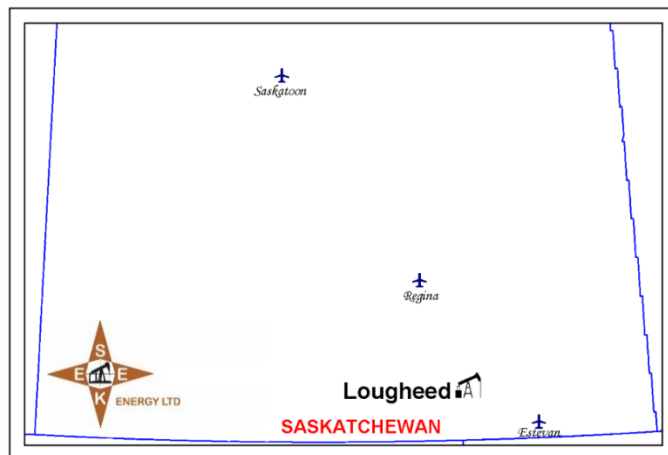 Saskatoon
Regina
S
E E
K
ENERGY LTD
Lougheed
SASKATCHEWAN
Estevan